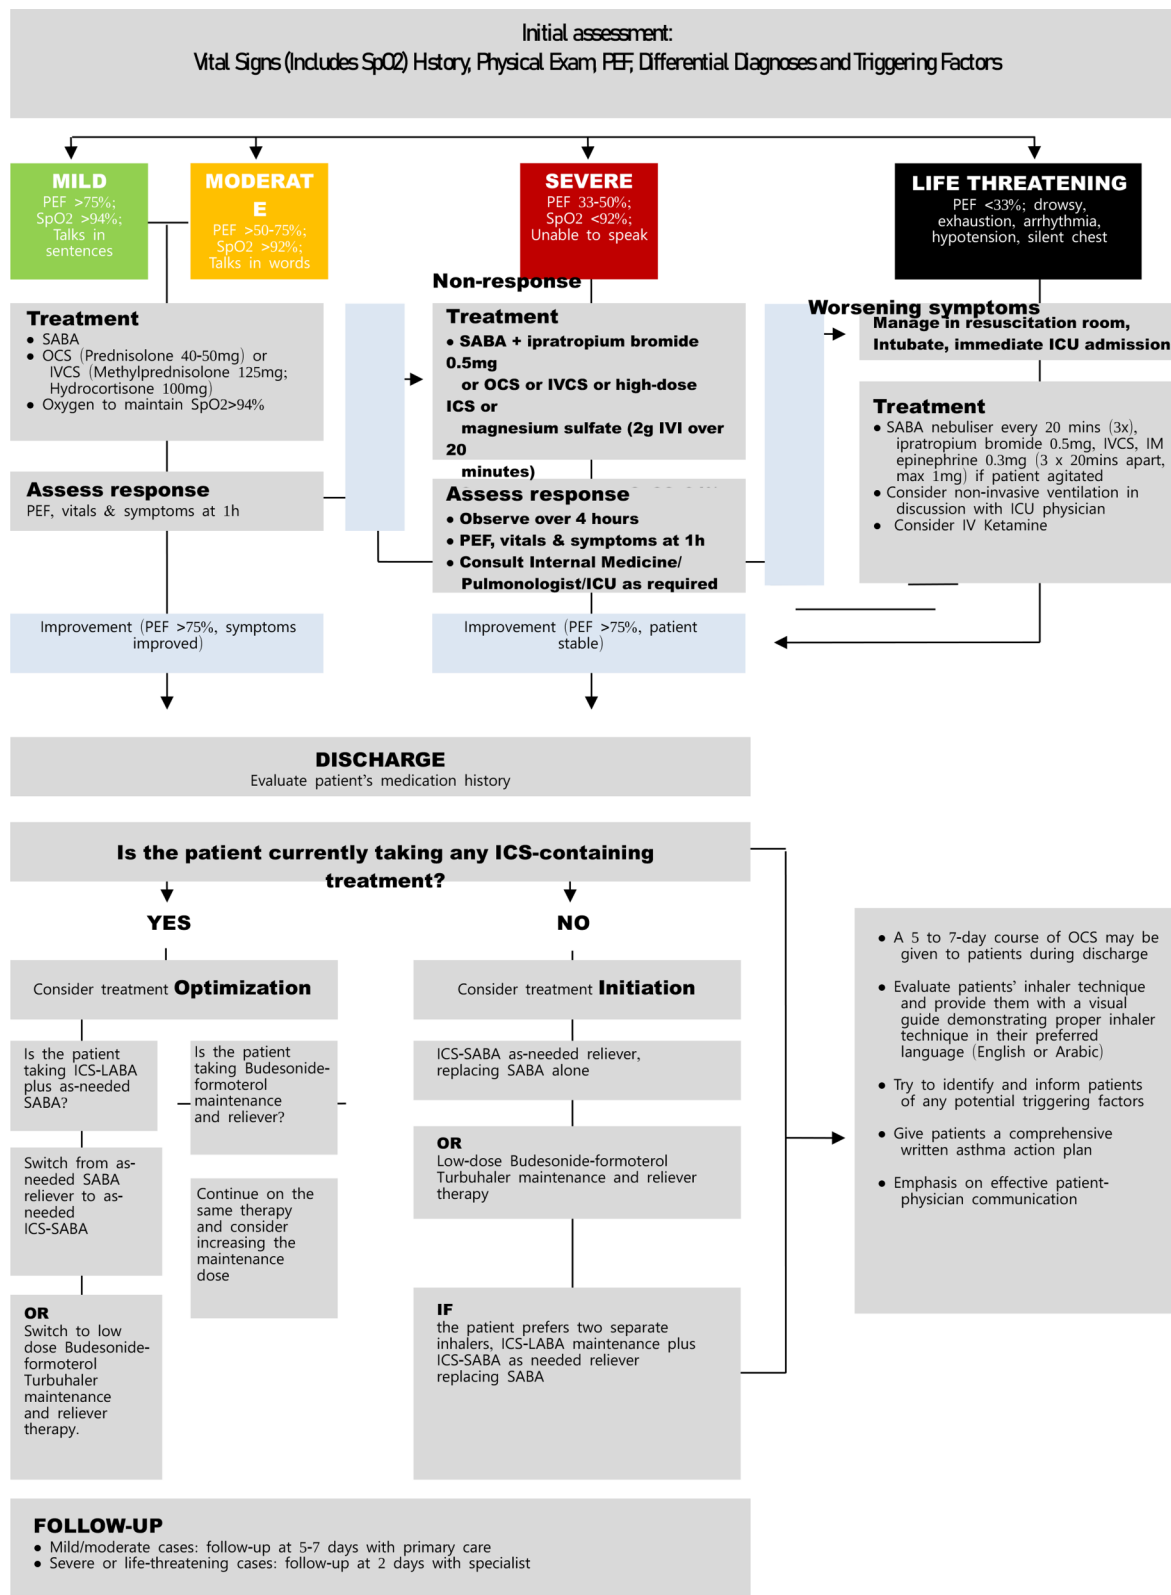 Initial assessment:
Vital Signs (Includes SpO2) Hstory, Physical Exam, PEF, Differential Diagnoses and Triggering Factors
MILD
PEF >75%;
SpO2 >94%;
Talks in
sentences
MODERAT
E
PEF >50-75%;
SpO2 >92%;
Talks in words
SEVERE
PEF 33-50%;
SpO2
<92%;
Unable to speak
LIFE THREATENING
PEF <33%; drowsy,
exhaustion, arrhythmia,
hypotension, silent chest
Non-response
Worsening symptoms
Treatment
● SABA
● OCS (Prednisolone 40-50mg) or
IVCS (Methylprednisolone 125mg;
Hydrocortisone 100mg)
● Oxygen to maintain SpO2>94%
Treatment
● SABA + ipratropium bromide
0.5mg
or OCS or IVCS or high-dose
ICS or
magnesium sulfate (2g IVI over
20
minutes)
Manage in resuscitation room,
Intubate, immediate ICU admission
Treatment
● SABA nebuliser every 20 mins (3x),
ipratropium bromide 0.5mg, IVCS, IM
epinephrine 0.3mg (3 x 20mins apart,
max 1mg) if patient agitated
● Consider non-invasive ventilation in
discussion with ICU physician
● Consider IV Ketamine
Assess response
PEF, vitals & symptoms at 1h
Assess response
● Observe over 4 hours
● PEF, vitals & symptoms at 1h
● Consult Internal Medicine/
Pulmonologist/ICU as required
Improvement (PEF >75%, symptoms
improved)
Improvement (PEF >75%, patient
stable)
DISCHARGE
Evaluate patient's medication history
Is the patient currently taking any ICS-containing
treatment?
YES
NO
Consider treatment Optimization
Consider treatment Initiation
Is the patient
taking ICS-LABA
plus as-needed
SABA?
Is the patient
taking Budesonide-
formoterol
maintenance
and reliever?
Switch from as-
needed SABA
reliever to as-
needed
ICS-SABA
Continue on the
same therapy
and consider
increasing the
maintenance
dose
OR
Switch to low
dose Budesonide-
formoterol
Turbuhaler
maintenance
and reliever
therapy.
ICS-SABA as-needed reliever,
replacing SABA alone
OR
Low-dose Budesonide-formoterol
Turbuhaler maintenance and reliever
therapy
IF
the patient prefers two separate
inhalers, ICS-LABA maintenance plus
ICS-SABA as needed reliever
replacing SABA
● A 5 to 7-day course of OCS may be
given to patients during discharge
● Evaluate patients' inhaler technique
and provide them with a visual
guide demonstrating proper inhaler
technique in their preferred
language (English or Arabic)
● Try to identify and inform patients
of any potential triggering factors
● Give patients a comprehensive
written asthma action plan
● Emphasis on effective patient-
physician communication
FOLLOW-UP
● Mild/moderate cases: follow-up at 5-7 days with primary care
● Severe or life-threatening cases: follow-up at 2 days with specialist